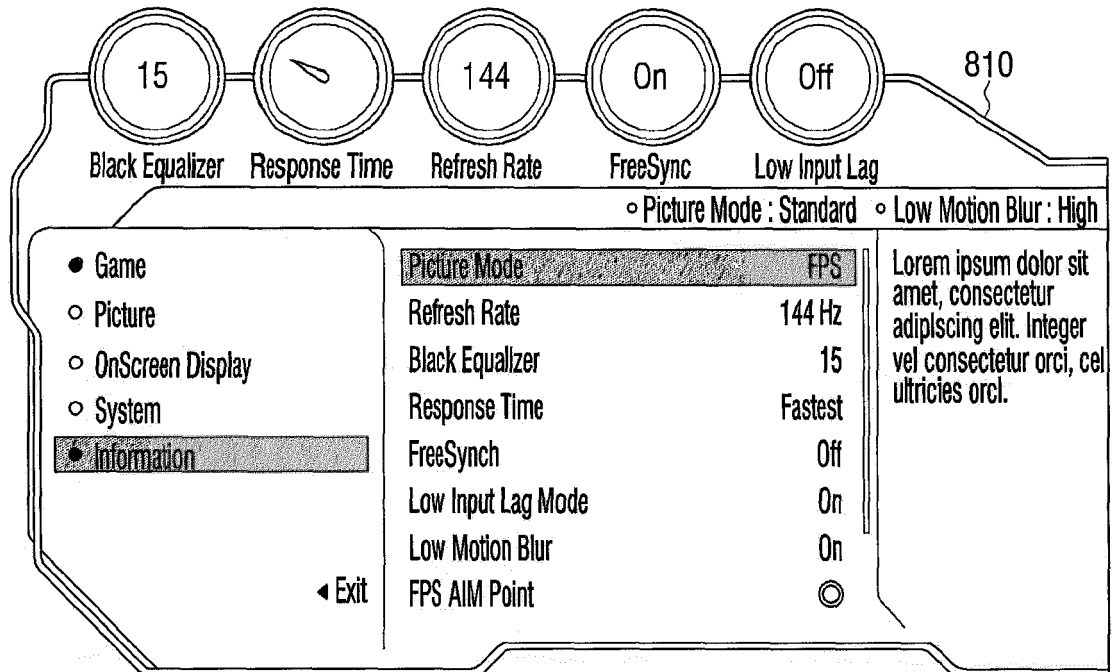 15
144
On
Off
810
Black Equalizer
Response Time
Refresh Rate
FreeSync
Low Input Lag
Picture Mode : Standard
Low Motion Blur : High
Game
Picture
OnScreen Display
System
Information
Exit
Picture Mode FPS
Refresh Rate 144 Hz
Black Equalizer 15
Response Time Fastest
FreeSynch Off
Low Input Lag Mode On
Low Motion Blur On
FPS AIM Point
Lorem ipsum dolor sit
amet, consectetur
adiplscing elit. Integer
vel consectetur orci, cel
ultricies orcl.